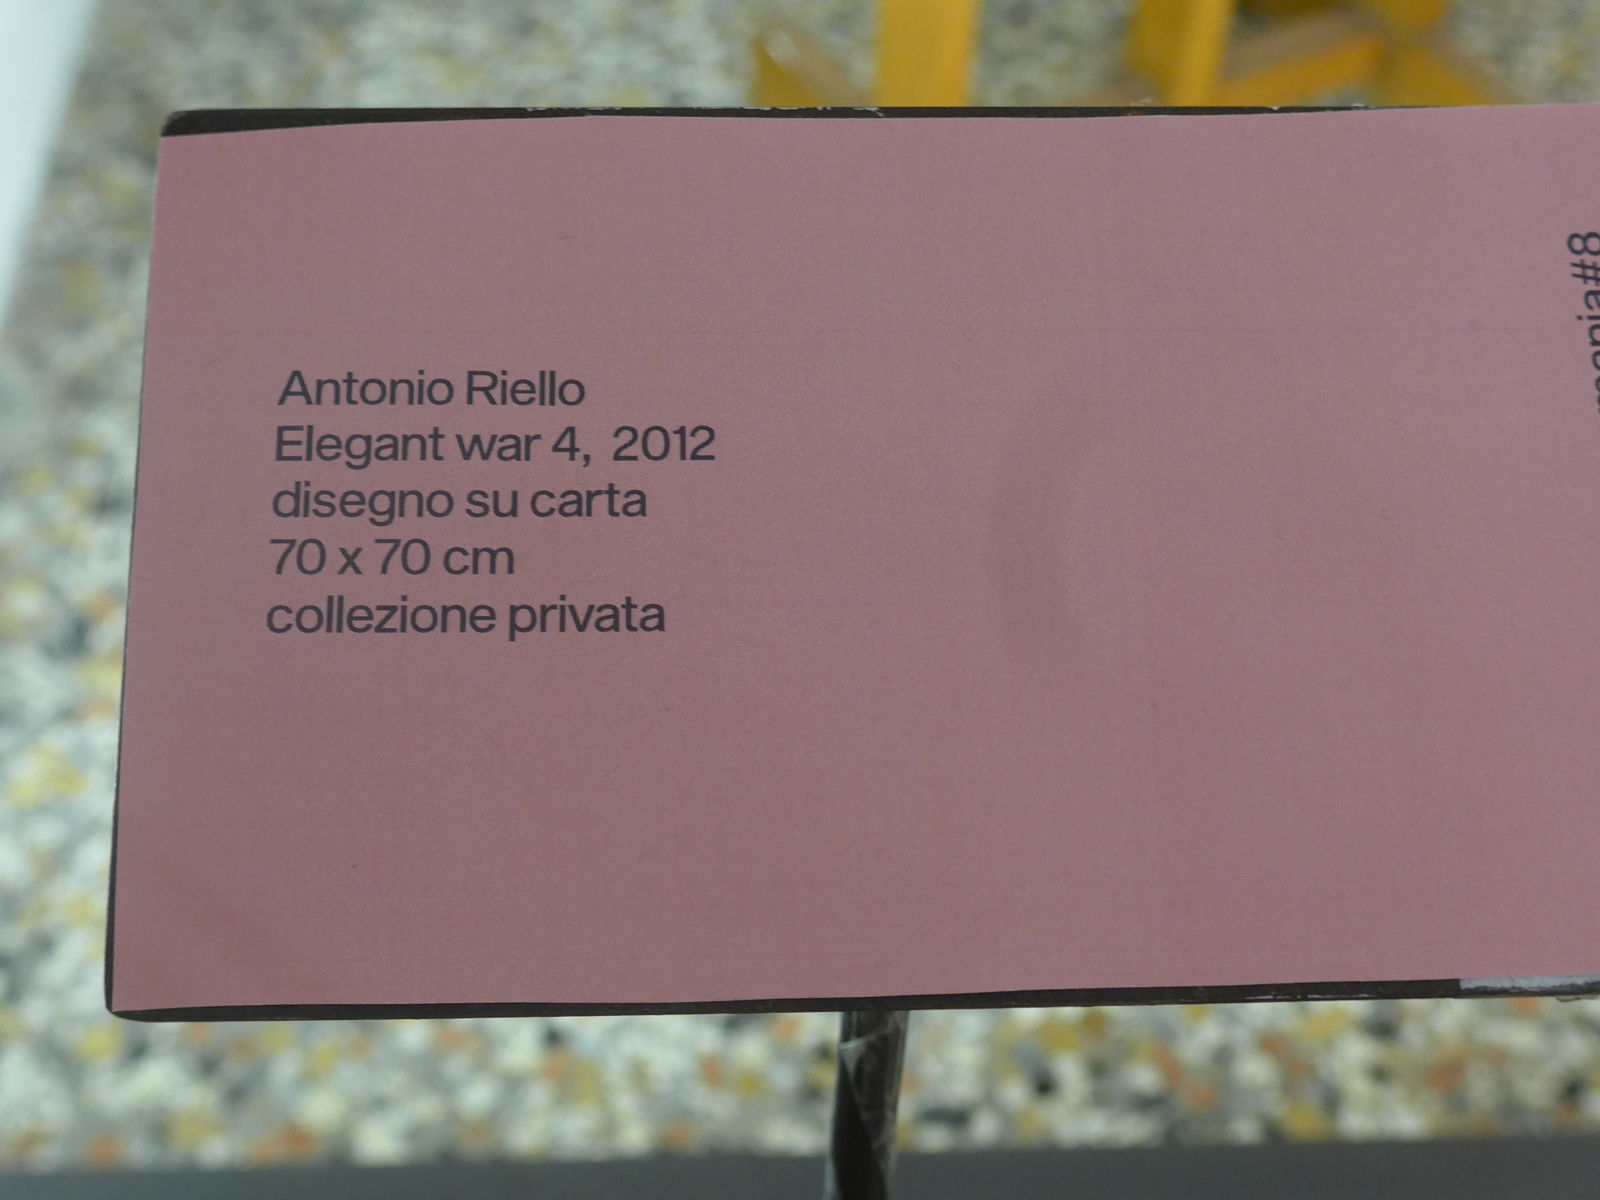 Antonio Riello
Elegant war 4, 2012
disegno su carta
70 x 70 cm
collezione privata